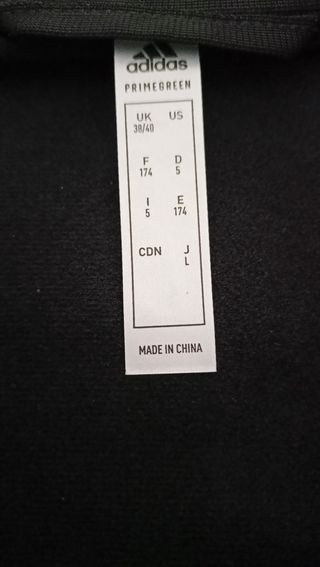 adidas
PRIMEGREEN
UK US
38/40
F D
174 5
I E
5 174
CDN J
L
MADE IN CHINA